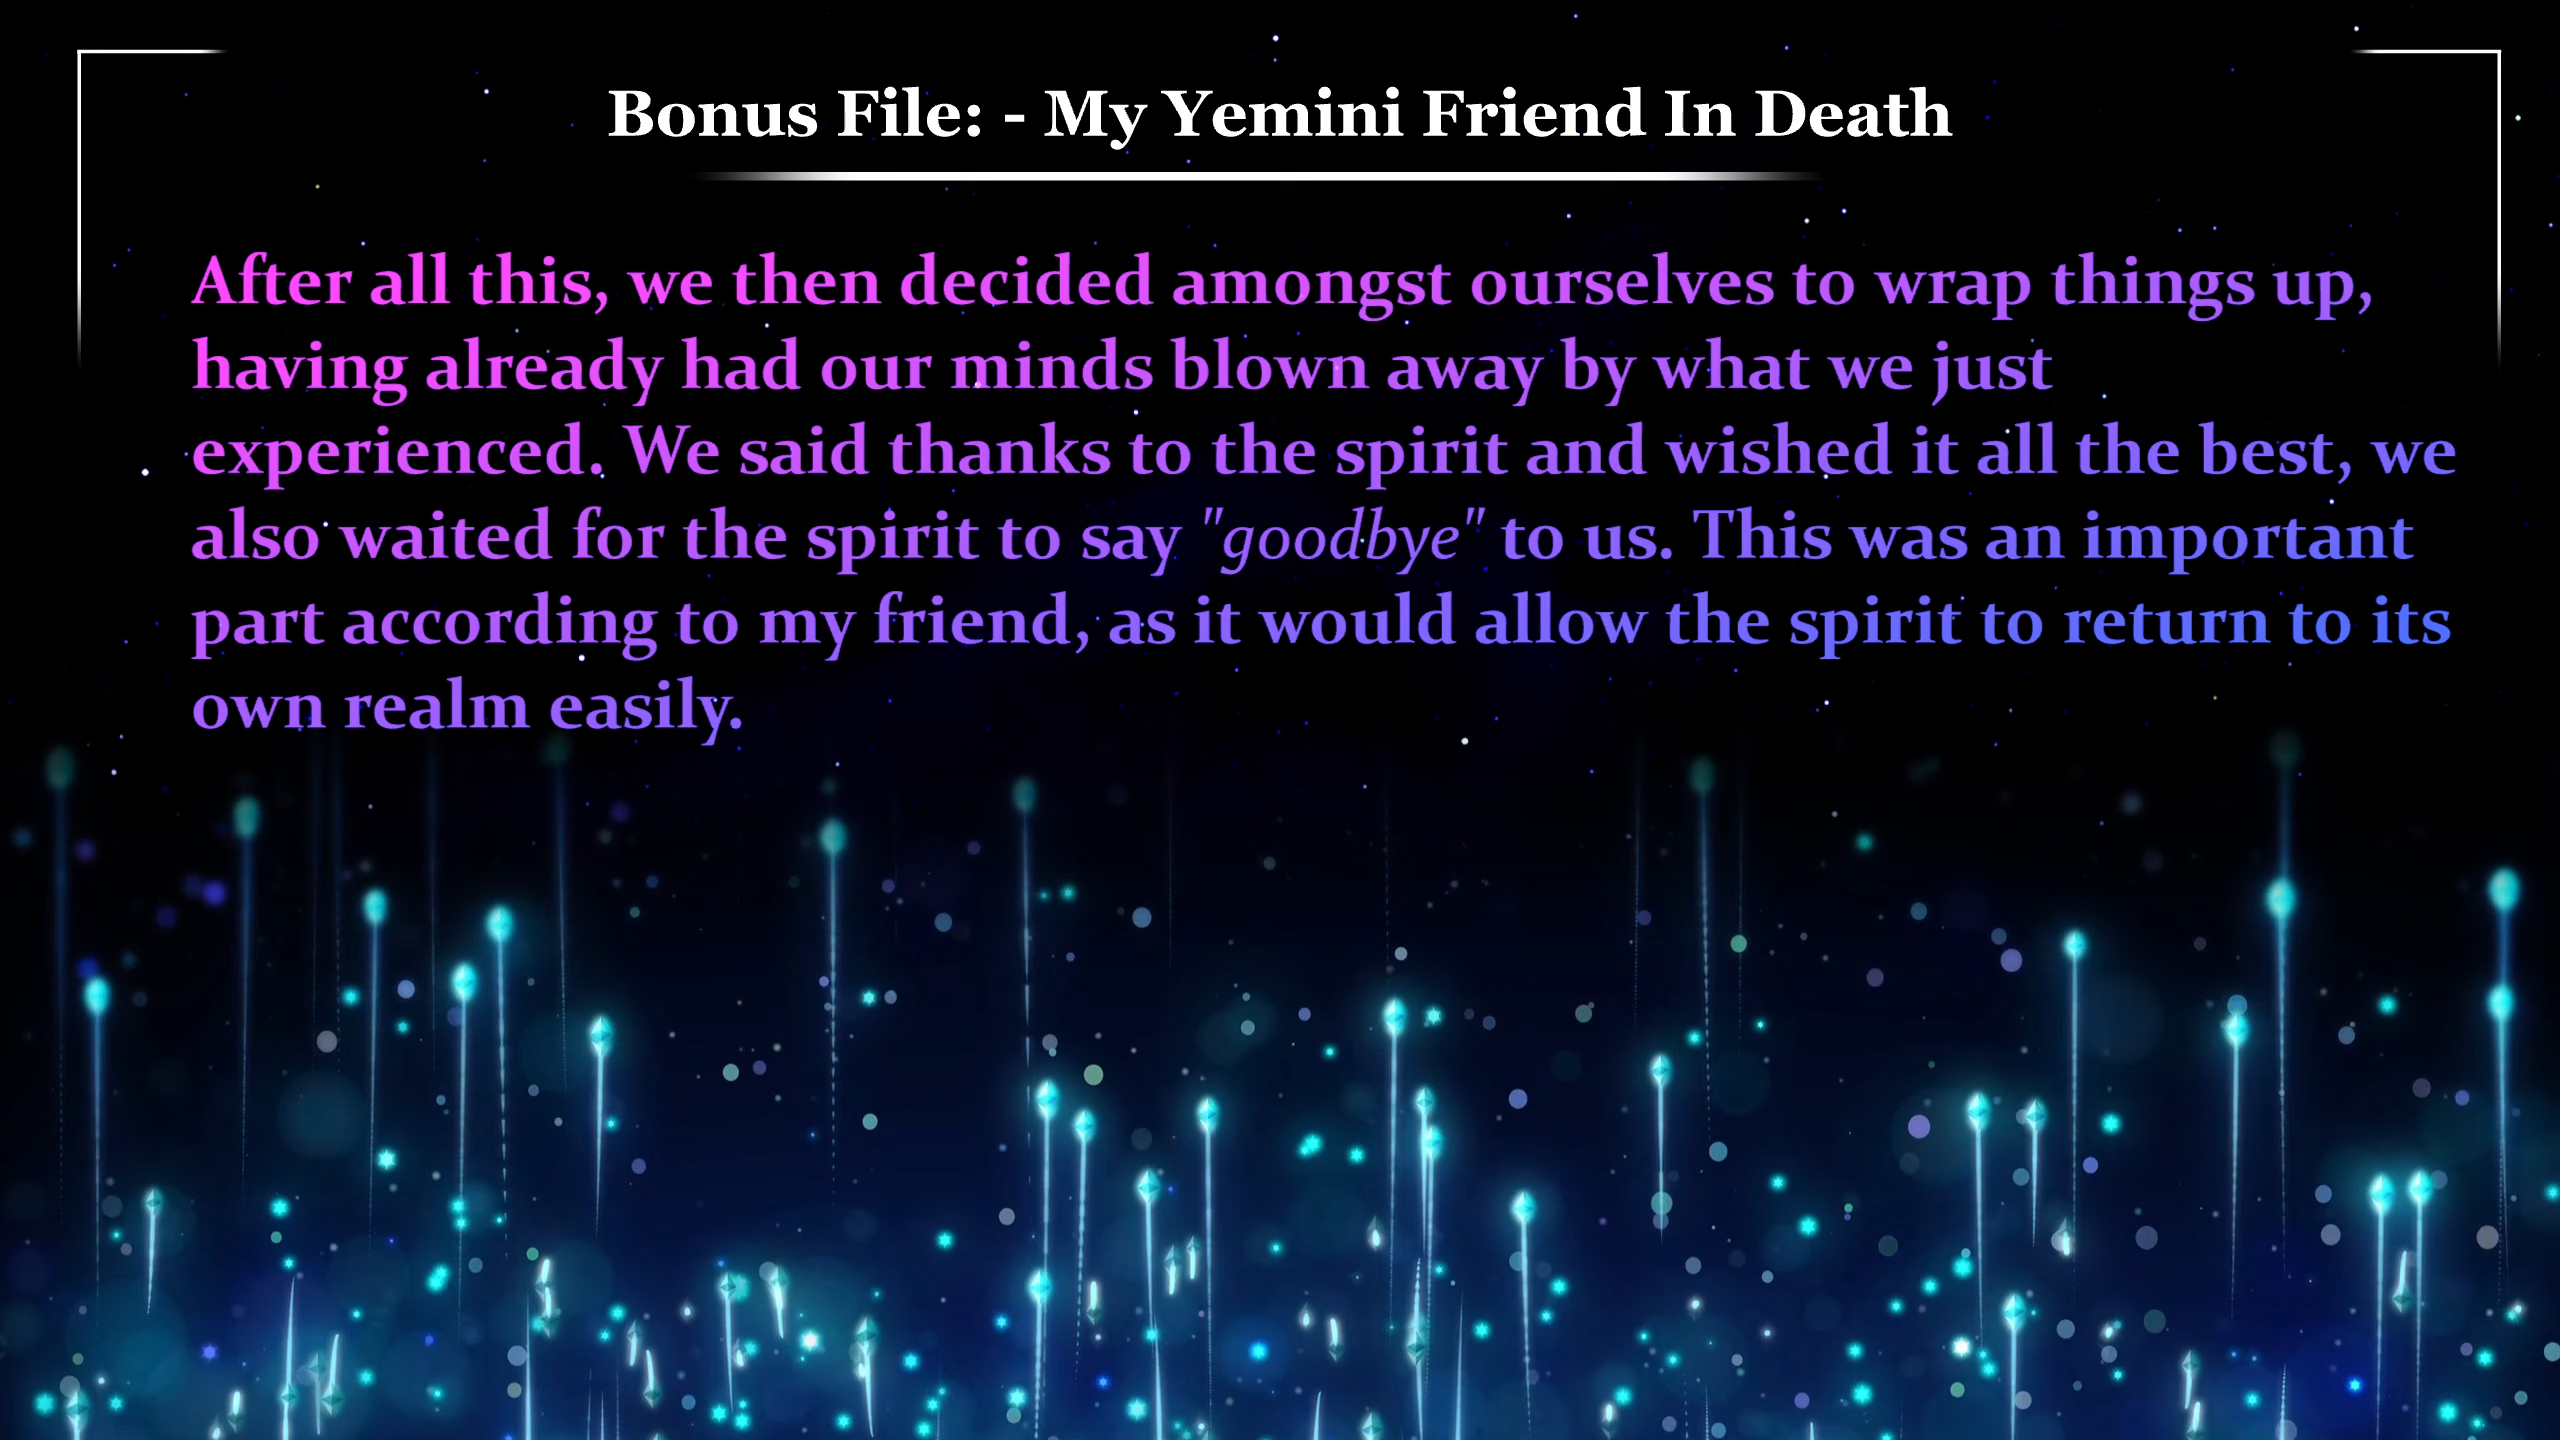 Bonus File: - My Yemini Friend In Death
After all this, we then decided amongst ourselves to wrap things up,
having already had our minds blown away by what we just
experienced. We said thanks to the spirit and wished it all the best, we
also waited for the spirit to say "goodbye" to us. This was an important
part according to my friend, as it would allow the spirit to return to its
own realm easily.